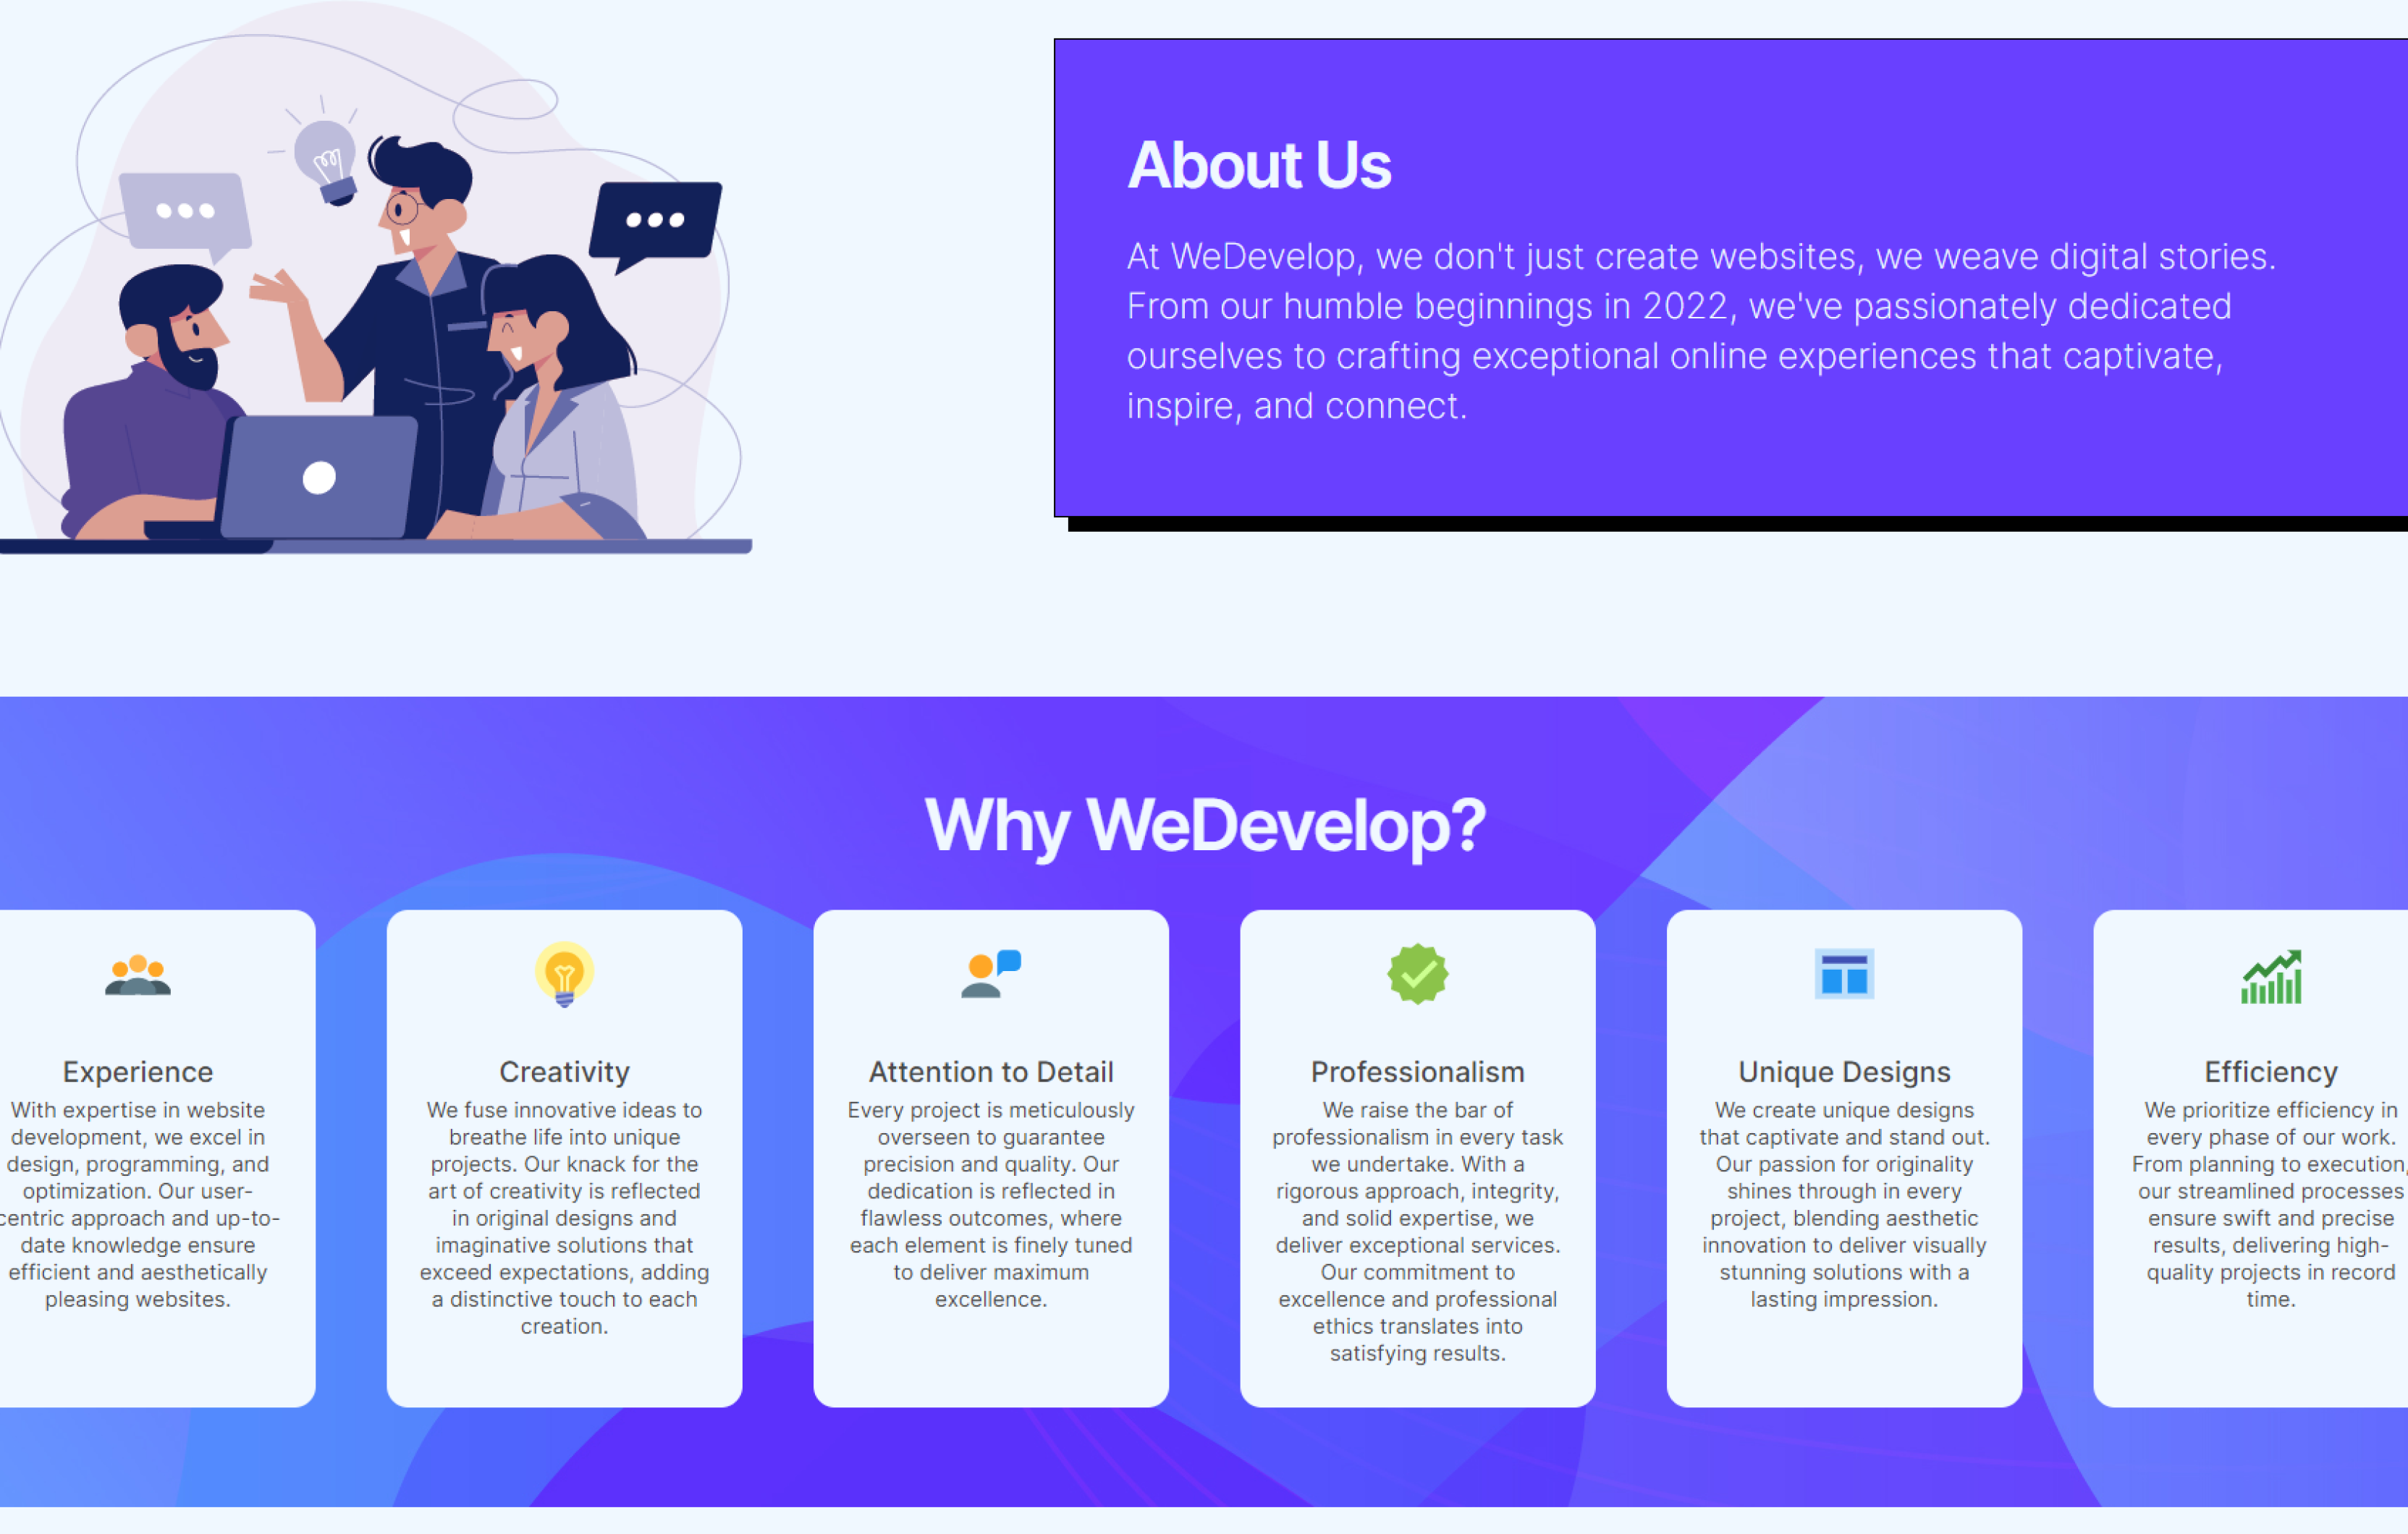 About Us
At WeDevelop, we don't just create websites, we weave digital stories.
From our humble beginnings in 2022, we've passionately dedicated
ourselves to crafting exceptional online experiences that captivate,
inspire, and connect.
Why WeDevelop?
Experience
With expertise in website
development, we excel in
design, programming, and
optimization. Our user-
centric approach and up-to-
date knowledge ensure
efficient and aesthetically
pleasing websites.
Creativity
We fuse innovative ideas to
breathe life into unique
projects. Our knack for the
art of creativity is reflected
in original designs and
imaginative solutions that
exceed expectations, adding
a distinctive touch to each
creation.
Attention to Detail
Every project is meticulously
overseen to guarantee
precision and quality. Our
dedication is reflected in
flawless outcomes, where
each element is finely tuned
to deliver maximum
excellence.
Professionalism
We raise the bar of
professionalism in every task
we undertake. With a
rigorous approach, integrity,
and solid expertise, we
deliver exceptional services.
Our commitment to
excellence and professional
ethics translates into
satisfying results.
Unique Designs
We create unique designs
that captivate and stand out.
Our passion for originality
shines through in every
project, blending aesthetic
innovation to deliver visually
stunning solutions with a
lasting impression.
Efficiency
We prioritize efficiency in
every phase of our work.
From planning to execution,
our streamlined processes
ensure swift and precise
results, delivering high-
quality projects in record
time.